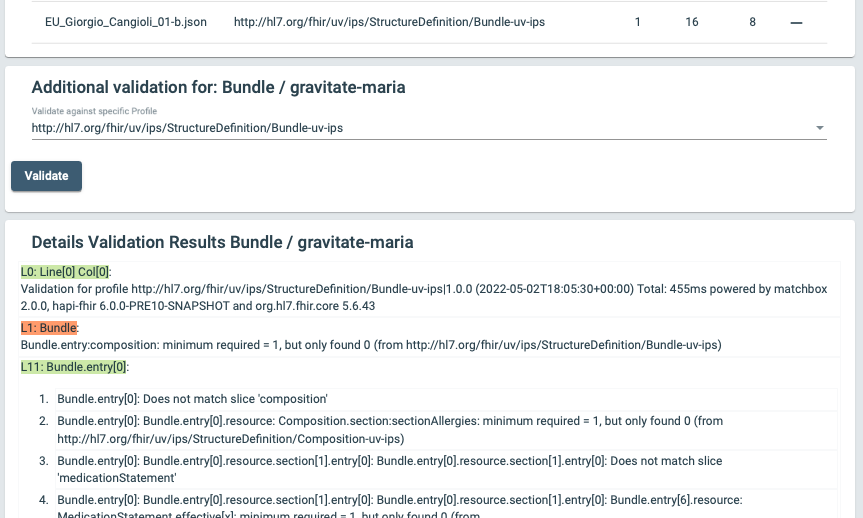 EU_Giorgio_Cangioli_01-b.json http://hl7.org/fhir/uv/ips/StructureDefinition/Bundle-uv-ips 1 16 8 —
Additional validation for: Bundle / gravitate-maria
Validate against specific Profile
http://hl7.org/fhir/uv/ips/StructureDefinition/Bundle-uv-ips
Validate
Details Validation Results Bundle / gravitate-maria
L0: Line[0] Col[0]:
Validation for profile http://hl7.org/fhir/uv/ips/StructureDefinition/Bundle-uv-ips|1.0.0 (2022-05-02T18:05:30+00:00) Total: 455ms powered by matchbox
2.0.0, hapi-fhir 6.0.0-PRE10-SNAPSHOT and org.hl7.fhir.core 5.6.43
L1: Bundle:
Bundle.entry:composition: minimum required = 1, but only found 0 (from http://hl7.org/fhir/uv/ips/StructureDefinition/Bundle-uv-ips)
L11: Bundle.entry[0]:
1. Bundle.entry[0]: Does not match slice 'composition'
2. Bundle.entry[0]: Bundle.entry[0].resource: Composition.section:sectionAllergies: minimum required = 1, but only found 0 (from
http://hl7.org/fhir/uv/ips/StructureDefinition/Composition-uv-ips)
3. Bundle.entry[0]: Bundle.entry[0].resource.section[1].entry[0]: Bundle.entry[0].resource.section[1].entry[0]: Does not match slice
'medicationStatement'
4. Bundle.entry[0]: Bundle.entry[0].resource.section[1].entry[0]: Bundle.entry[0].resource.section[1].entry[0]: Bundle.entry[6].resource:
MedicationStatement.effective[x]: minimum required = 1, but only found 0 (from